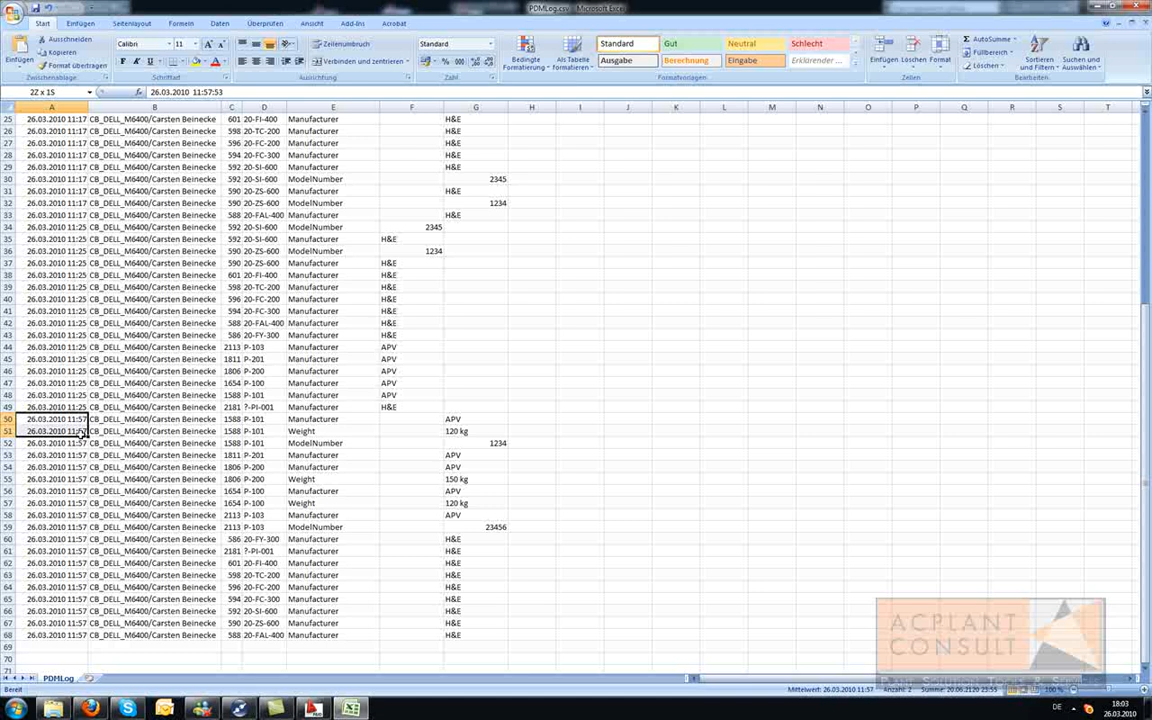 PDMLog.csv - Microsoft Excel
Start Einfügen Seitenlayout Formeln Daten Überprüfen Ansicht Add-Ins Acrobat
Ausschneiden
Kopieren
Format übertragen
Einfügen
Zwischenablage
Calibri 11
F K U
Schriftart
Zeilenumbruch
Verbinden und zentrieren
Ausrichtung
Standard
Zahl
Bedingte Formatierung
Als Tabelle formatieren
Standard Gut Neutral Schlecht
Ausgabe Berechnung Eingabe Erklärender ...
Formatvorlagen
Einfügen Löschen Format
Zellen
AutoSumme
Füllbereich
Löschen
Sortieren und Filtern
Suchen und Auswählen
Bearbeiten
2Z x 1S fx 26.03.2010 11:57:53
A B C D E F G H I J K L M N O P Q R S T
25 26.03.2010 11:17 CB_DELL_M6400/Carsten Beinecke 601 20-FI-400 Manufacturer H&E
26 26.03.2010 11:17 CB_DELL_M6400/Carsten Beinecke 598 20-TC-200 Manufacturer H&E
27 26.03.2010 11:17 CB_DELL_M6400/Carsten Beinecke 596 20-FC-200 Manufacturer H&E
28 26.03.2010 11:17 CB_DELL_M6400/Carsten Beinecke 594 20-FC-300 Manufacturer H&E
29 26.03.2010 11:17 CB_DELL_M6400/Carsten Beinecke 592 20-SI-600 Manufacturer H&E
30 26.03.2010 11:17 CB_DELL_M6400/Carsten Beinecke 592 20-SI-600 ModelNumber 2345
31 26.03.2010 11:17 CB_DELL_M6400/Carsten Beinecke 590 20-ZS-600 Manufacturer H&E
32 26.03.2010 11:17 CB_DELL_M6400/Carsten Beinecke 590 20-ZS-600 ModelNumber 1234
33 26.03.2010 11:17 CB_DELL_M6400/Carsten Beinecke 588 20-FAL-400 Manufacturer H&E
34 26.03.2010 11:25 CB_DELL_M6400/Carsten Beinecke 592 20-SI-600 ModelNumber 2345
35 26.03.2010 11:25 CB_DELL_M6400/Carsten Beinecke 592 20-SI-600 Manufacturer H&E
36 26.03.2010 11:25 CB_DELL_M6400/Carsten Beinecke 590 20-ZS-600 ModelNumber 1234
37 26.03.2010 11:25 CB_DELL_M6400/Carsten Beinecke 590 20-ZS-600 Manufacturer H&E
38 26.03.2010 11:25 CB_DELL_M6400/Carsten Beinecke 601 20-FI-400 Manufacturer H&E
39 26.03.2010 11:25 CB_DELL_M6400/Carsten Beinecke 598 20-TC-200 Manufacturer H&E
40 26.03.2010 11:25 CB_DELL_M6400/Carsten Beinecke 596 20-FC-200 Manufacturer H&E
41 26.03.2010 11:25 CB_DELL_M6400/Carsten Beinecke 594 20-FC-300 Manufacturer H&E
42 26.03.2010 11:25 CB_DELL_M6400/Carsten Beinecke 588 20-FAL-400 Manufacturer H&E
43 26.03.2010 11:25 CB_DELL_M6400/Carsten Beinecke 586 20-FY-300 Manufacturer H&E
44 26.03.2010 11:25 CB_DELL_M6400/Carsten Beinecke 2113 P-103 Manufacturer APV
45 26.03.2010 11:25 CB_DELL_M6400/Carsten Beinecke 1811 P-201 Manufacturer APV
46 26.03.2010 11:25 CB_DELL_M6400/Carsten Beinecke 1806 P-200 Manufacturer APV
47 26.03.2010 11:25 CB_DELL_M6400/Carsten Beinecke 1654 P-100 Manufacturer APV
48 26.03.2010 11:25 CB_DELL_M6400/Carsten Beinecke 1588 P-101 Manufacturer APV
49 26.03.2010 11:25 CB_DELL_M6400/Carsten Beinecke 2181 ?-PI-001 Manufacturer H&E
50 26.03.2010 11:57 CB_DELL_M6400/Carsten Beinecke 1588 P-101 Manufacturer APV
51 26.03.2010 11:57 CB_DELL_M6400/Carsten Beinecke 1588 P-101 Weight 120 kg
52 26.03.2010 11:57 CB_DELL_M6400/Carsten Beinecke 1588 P-101 ModelNumber 1234
53 26.03.2010 11:57 CB_DELL_M6400/Carsten Beinecke 1811 P-201 Manufacturer APV
54 26.03.2010 11:57 CB_DELL_M6400/Carsten Beinecke 1806 P-200 Manufacturer APV
55 26.03.2010 11:57 CB_DELL_M6400/Carsten Beinecke 1806 P-200 Weight 150 kg
56 26.03.2010 11:57 CB_DELL_M6400/Carsten Beinecke 1654 P-100 Manufacturer APV
57 26.03.2010 11:57 CB_DELL_M6400/Carsten Beinecke 1654 P-100 Weight 120 kg
58 26.03.2010 11:57 CB_DELL_M6400/Carsten Beinecke 2113 P-103 Manufacturer APV
59 26.03.2010 11:57 CB_DELL_M6400/Carsten Beinecke 2113 P-103 ModelNumber 23456
60 26.03.2010 11:57 CB_DELL_M6400/Carsten Beinecke 586 20-FY-300 Manufacturer H&E
61 26.03.2010 11:57 CB_DELL_M6400/Carsten Beinecke 2181 ?-PI-001 Manufacturer H&E
62 26.03.2010 11:57 CB_DELL_M6400/Carsten Beinecke 601 20-FI-400 Manufacturer H&E
63 26.03.2010 11:57 CB_DELL_M6400/Carsten Beinecke 598 20-TC-200 Manufacturer H&E
64 26.03.2010 11:57 CB_DELL_M6400/Carsten Beinecke 596 20-FC-200 Manufacturer H&E
65 26.03.2010 11:57 CB_DELL_M6400/Carsten Beinecke 594 20-FC-300 Manufacturer H&E
66 26.03.2010 11:57 CB_DELL_M6400/Carsten Beinecke 592 20-SI-600 Manufacturer H&E
67 26.03.2010 11:57 CB_DELL_M6400/Carsten Beinecke 590 20-ZS-600 Manufacturer H&E
68 26.03.2010 11:57 CB_DELL_M6400/Carsten Beinecke 588 20-FAL-400 Manufacturer H&E
69
70
71
ACPLANT
CONSULT
PDMLog
Bereit Mittelwert: 26.03.2010 11:57 Anzahl: 2 Summe: 20.06.2120 23:55 100 %
DE 18:03
26.03.2010